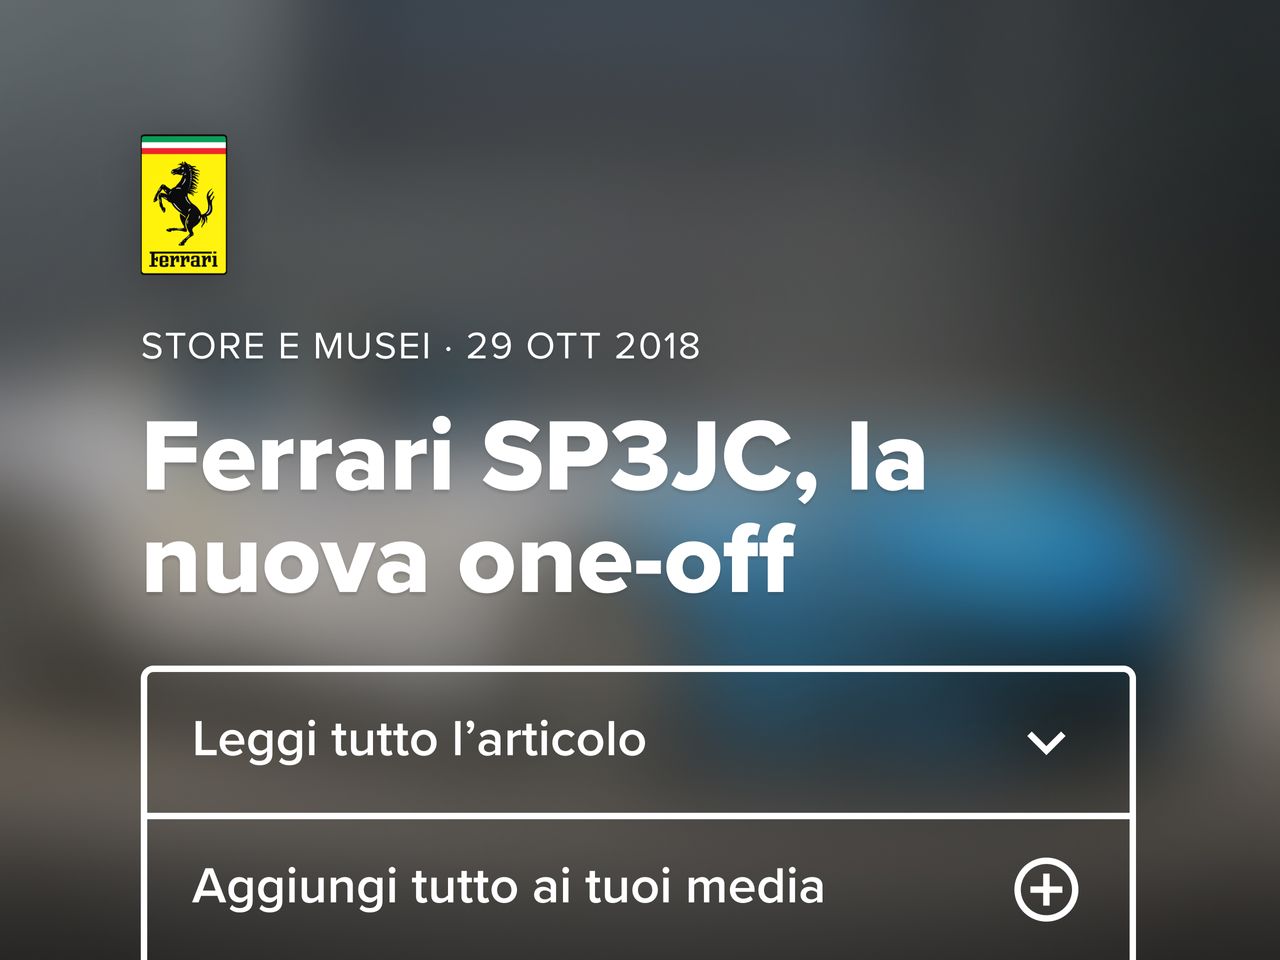 Ferrari
STORE E MUSEI · 29 OTT 2018
Ferrari SP3JC, la
nuova one-off
Leggi tutto l’articolo
Aggiungi tutto ai tuoi media